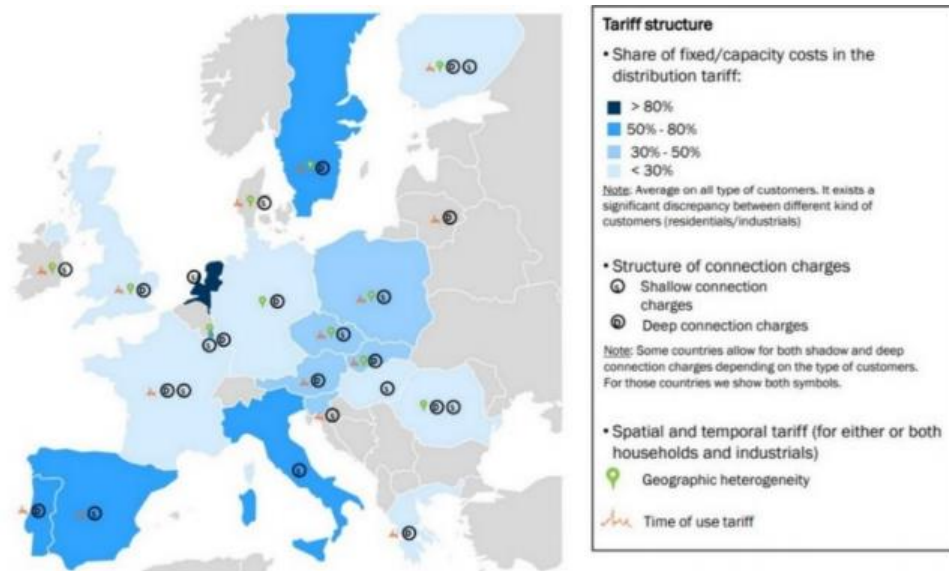 Tariff structure
• Share of fixed/capacity costs in the
distribution tariff:
> 80%
50% - 80%
30% - 50%
< 30%
Note: Average on all type of customers. It exists a
significant discrepancy between different kind of
customers (residentials/industrials)
• Structure of connection charges
Shallow connection
charges
Deep connection charges
Note: Some countries allow for both shadow and deep
connection charges depending on the type of customers.
For those countries we show both symbols.
• Spatial and temporal tariff (for either or both
households and industrials)
Geographic heterogeneity
Time of use tariff